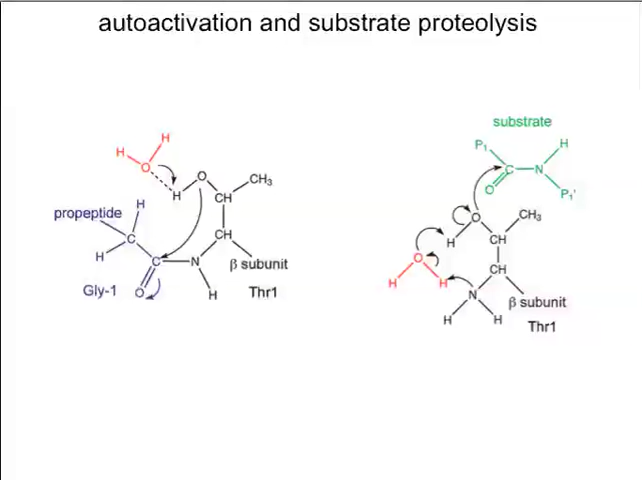 autoactivation and substrate proteolysis
H
H
O
H
O
CH₃
CH
propeptide
H
C
H
CH
C
N
β subunit
Gly-1
O
H
Thr1
substrate
P₁
H
C
N
O
P₁'
O
CH₃
H
CH
O
H
H
CH
N
β subunit
H
H
Thr1